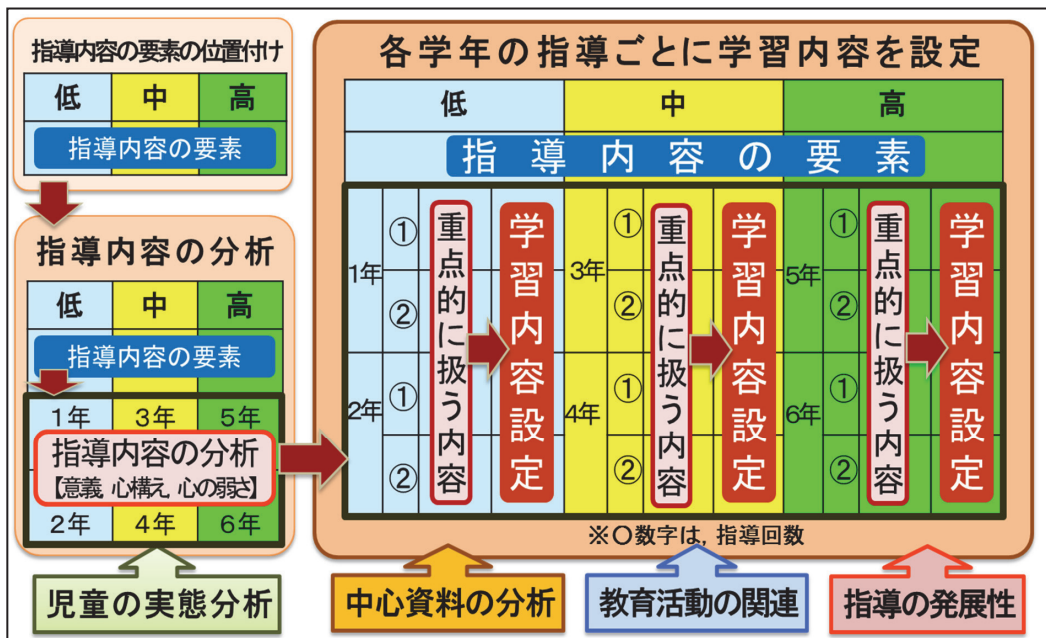 指導内容の要素の位置付け
低 中 高
指導内容の要素
指導内容の分析
低 中 高
指導内容の要素
1年 3年 5年
指導内容の分析
【意義, 心構え, 心の弱さ】
2年 4年 6年
児童の実態分析
各学年の指導ごとに学習内容を設定
低 中 高
指導内容の要素
1年 ① ②
2年 ① ②
重点的に扱う内容
学習内容設定
3年 ① ②
4年 ① ②
重点的に扱う内容
学習内容設定
5年 ① ②
6年 ① ②
重点的に扱う内容
学習内容設定
※〇数字は, 指導回数
中心資料の分析
教育活動の関連
指導の発展性